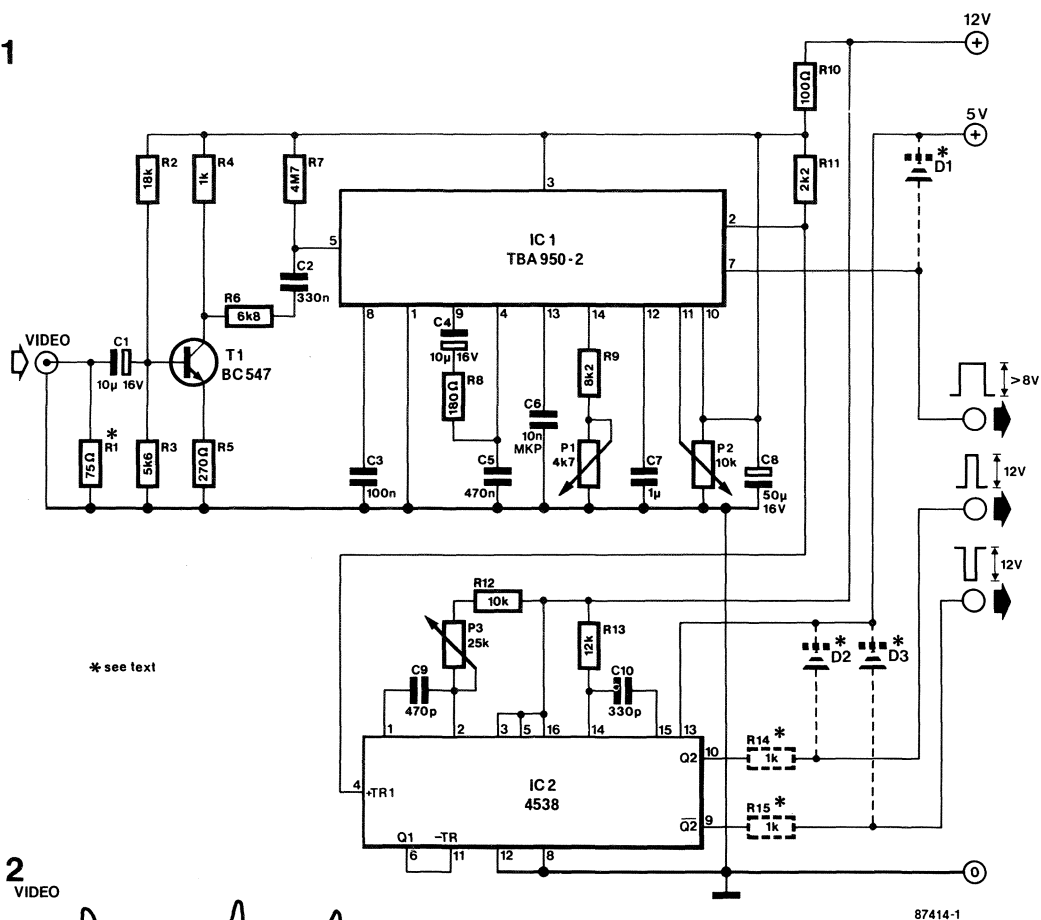 1
12V
+
R10
100Ω
5V
+
R2
18k
R4
1k
R7
4M7
R11
2k2
*
D1
3
2
5
IC 1
TBA 950-2
7
C2
330n
R6
6k8
8
1
9
4
13
14
12
11
10
VIDEO
C1
10µ 16V
T1
BC547
C4
10µ 16V
R8
180Ω
R9
8k2
>8V
C6
10n
MKP
P1
4k7
P2
10k
*
R1
75Ω
R3
5k6
R5
270Ω
C3
100n
C5
470n
C7
1µ
C8
50µ
16V
12V
12V
R12
10k
P3
25k
R13
12k
* see text
C9
470p
C10
330p
*
D2
*
D3
1
2
3
5
16
14
15
13
Q2
10
R14 *
1k
4
+TR1
IC 2
4538
Q2
9
R15 *
1k
Q1
–TR
6
11
12
8
0
2
VIDEO
87414-1